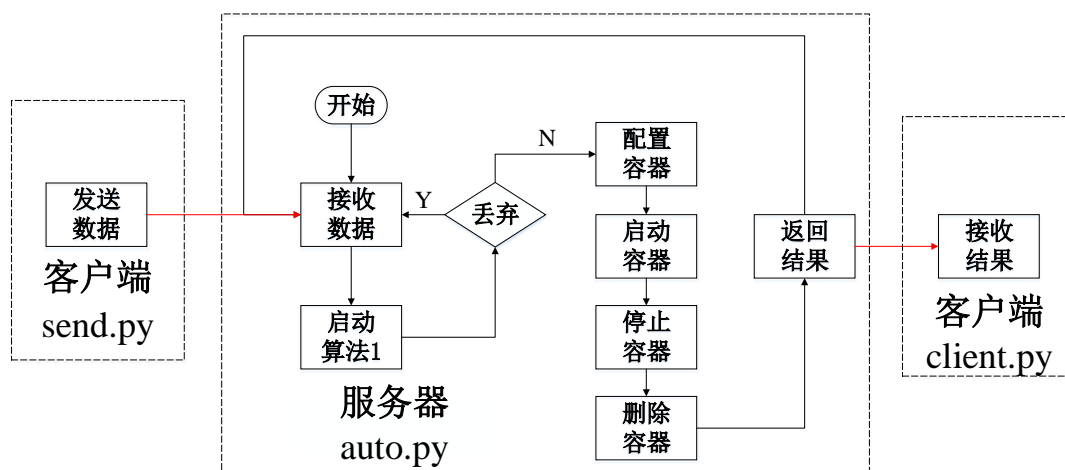 发送
数据
客户端
send.py
开始
接收
数据
启动
算法1
Y
丢弃
N
配置
容器
启动
容器
停止
容器
删除
容器
返回
结果
服务器
auto.py
接收
结果
客户端
client.py